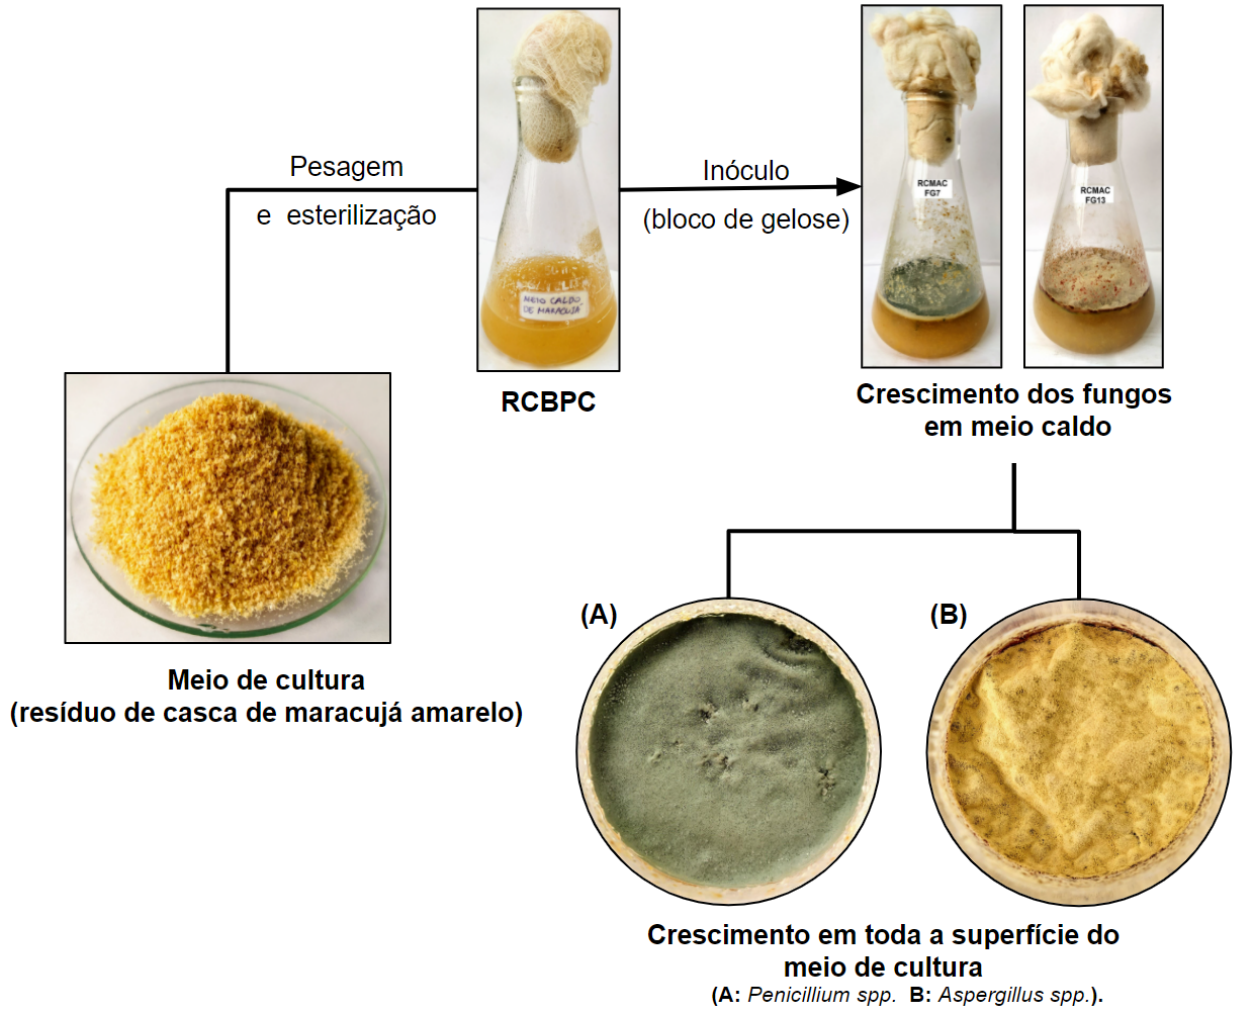 Pesagem
e esterilização
Inóculo
(bloco de gelose)
RCMAC
FG7
RCMAC
FG13
MEIO CALDO
DE MARACUJÁ
RCBPC
Crescimento dos fungos
em meio caldo
Meio de cultura
(resíduo de casca de maracujá amarelo)
(A)
(B)
Crescimento em toda a superfície do
meio de cultura
(A: Penicillium spp. B: Aspergillus spp.).